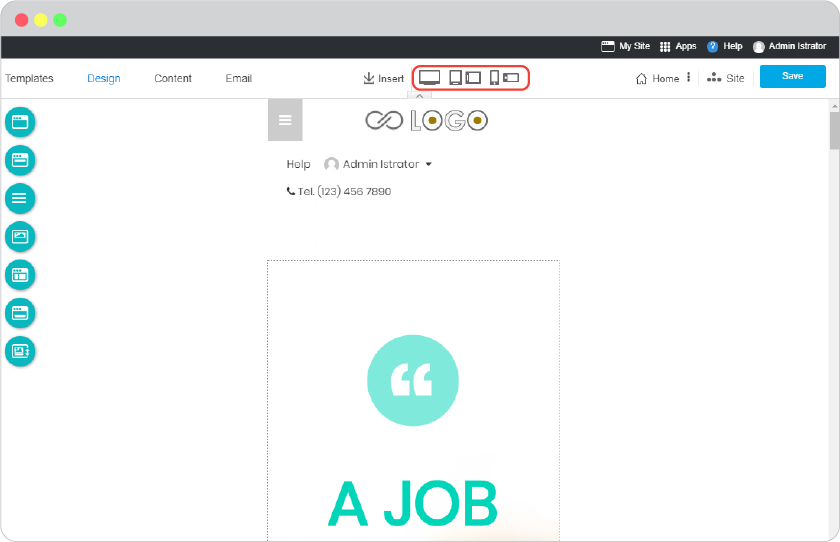 My Site Apps ? Help Admin Istrator
Templates Design Content Email Insert Home Site Save
LOGO
Help Admin Istrator
Tel. (123) 456 7890
“
A JOB